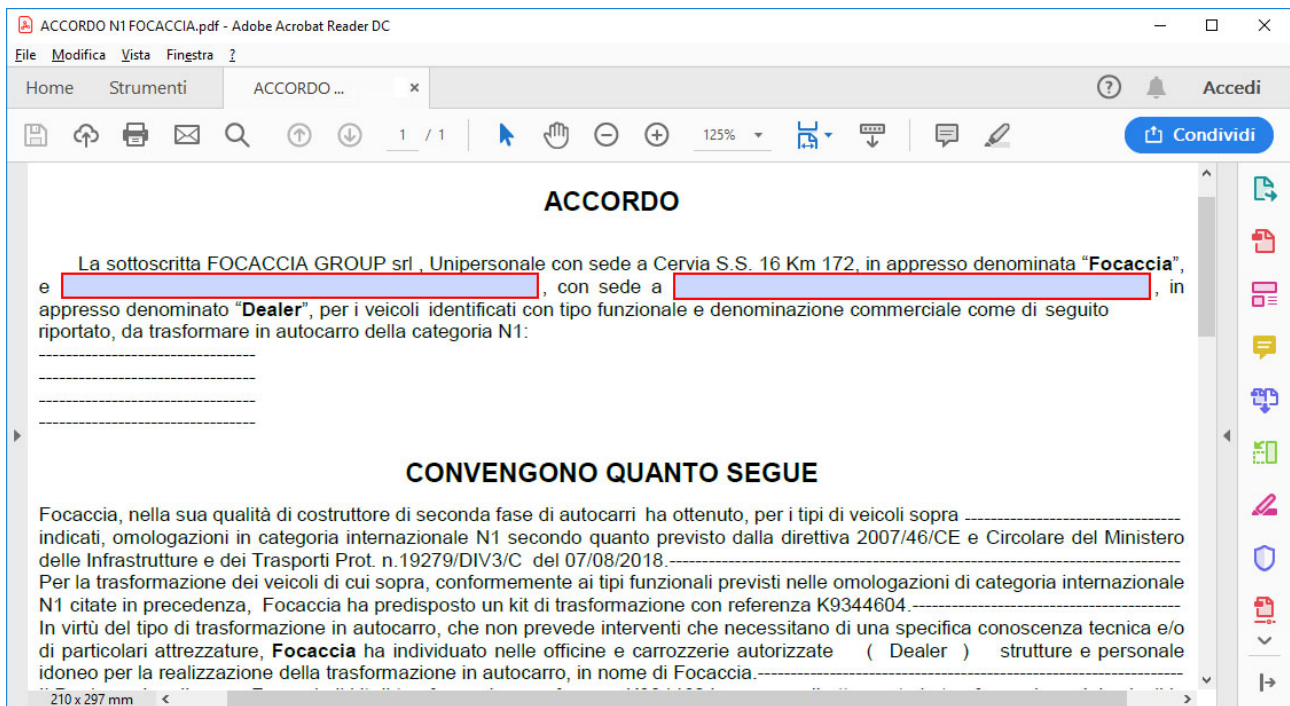 ACCORDO N1 FOCACCIA.pdf - Adobe Acrobat Reader DC
File Modifica Vista Finestra ?
Home Strumenti ACCORDO ... × Accedi
1 / 1 125% Condividi
ACCORDO
La sottoscritta FOCACCIA GROUP srl , Unipersonale con sede a Cervia S.S. 16 Km 172, in appresso denominata “Focaccia”,
e , con sede a , in
appresso denominato “Dealer”, per i veicoli identificati con tipo funzionale e denominazione commerciale come di seguito
riportato, da trasformare in autocarro della categoria N1:
---------------------------------
---------------------------------
---------------------------------
---------------------------------
CONVENGONO QUANTO SEGUE
Focaccia, nella sua qualità di costruttore di seconda fase di autocarri ha ottenuto, per i tipi di veicoli sopra ---------------------------------
indicati, omologazioni in categoria internazionale N1 secondo quanto previsto dalla direttiva 2007/46/CE e Circolare del Ministero
delle Infrastrutture e dei Trasporti Prot. n.19279/DIV3/C del 07/08/2018.-----------------------------------------------------------------------------
Per la trasformazione dei veicoli di cui sopra, conformemente ai tipi funzionali previsti nelle omologazioni di categoria internazionale
N1 citate in precedenza, Focaccia ha predisposto un kit di trasformazione con referenza K9344604.-----------------------------------------
In virtù del tipo di trasformazione in autocarro, che non prevede interventi che necessitano di una specifica conoscenza tecnica e/o
di particolari attrezzature, Focaccia ha individuato nelle officine e carrozzerie autorizzate ( Dealer ) strutture e personale
idoneo per la realizzazione della trasformazione in autocarro, in nome di Focaccia.-----------------------------------------------------------------
210 x 297 mm